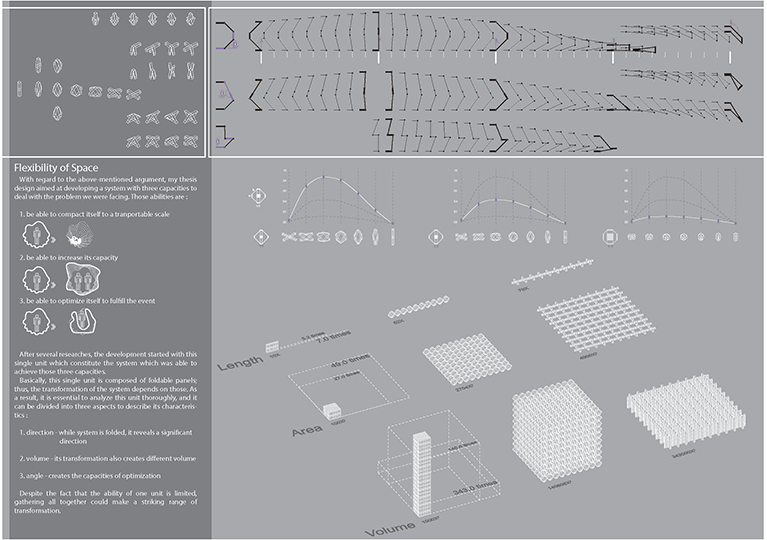 Flexibility of Space
With regard to the above-mentioned argument, my thesis
design aimed at developing a system with three capacities to
deal with the problem we were facing. Those abilities are :
1. be able to compact itself to a tranportable scale
2. be able to increase its capacity
3. be able to optimize itself to fulfill the event
After several researches, the development started with this
single unit which constitute the system which was able to
achieve those three capacities.
Basically, this single unit is composed of foldable panels;
thus, the transformation of the system depends on those. As
a result, it is essential to analyze this unit thoroughly, and it
can be divided into three aspects to describe its characteris
tics :
1. direction - while system is folded, it reveals a significant
direction
2. volume - its transformation also creates different volume
3. angle - creates the capacities of optimization
Despite the fact that the ability of one unit is limited,
gathering all together could make a striking range of
transformation.
Length
7.0 times
Area
49.0 times
27.0 times
Volume
343.0 times